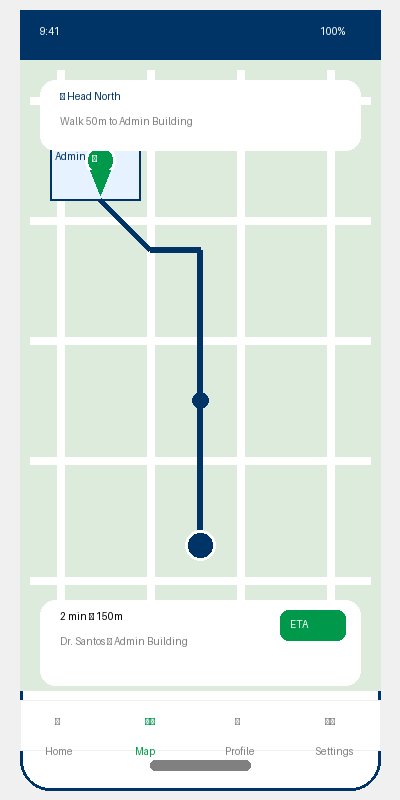 9:41 100%
Head North
Walk 50m to Admin Building
Admin
2 min 150m
ETA
Dr. Santos Admin Building
Home Map Profile Settings